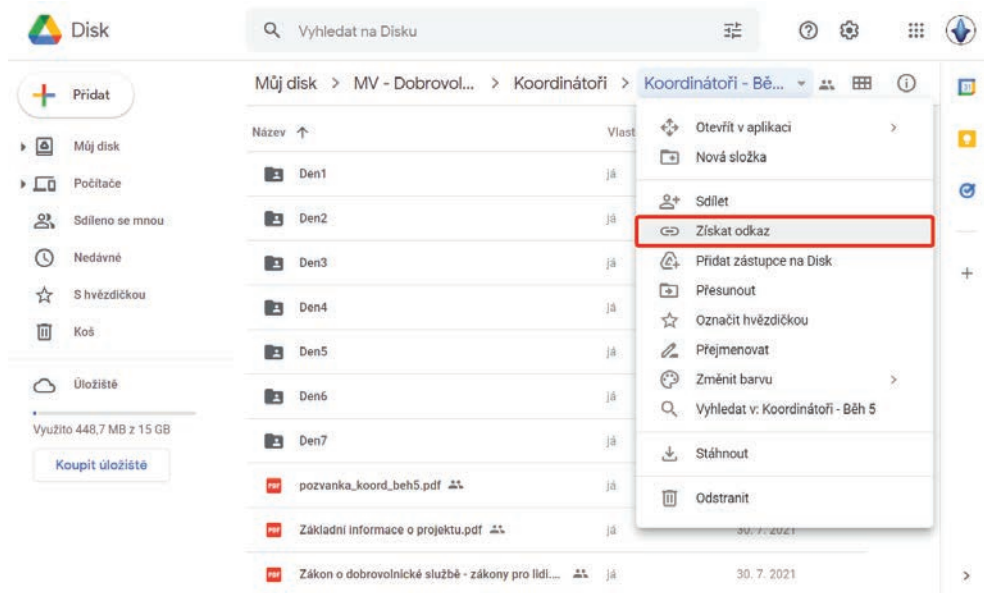 Disk
Vyhledat na Disku
Přidat
Můj disk
Počítače
Sdíleno se mnou
Nedávné
S hvězdičkou
Koš
Úložiště
Využito 448,7 MB z 15 GB
Koupit úložiště
Můj disk > MV - Dobrovol... > Koordinátoři > Koordinátoři - Bě...
Název Vlast
Den1 já
Den2 já
Den3 já
Den4 já
Den5 já
Den6 já
Den7 já
pozvanka_koord_beh5.pdf já
Základní informace o projektu.pdf já 30. 7. 2021
Zákon o dobrovolnické službě - zákony pro lidi.... já 30. 7. 2021
Otevřít v aplikaci
Nová složka
Sdílet
Získat odkaz
Přidat zástupce na Disk
Přesunout
Označit hvězdičkou
Přejmenovat
Změnit barvu
Vyhledat v: Koordinátoři - Běh 5
Stáhnout
Odstranit
31
PDF
PDF
PDF